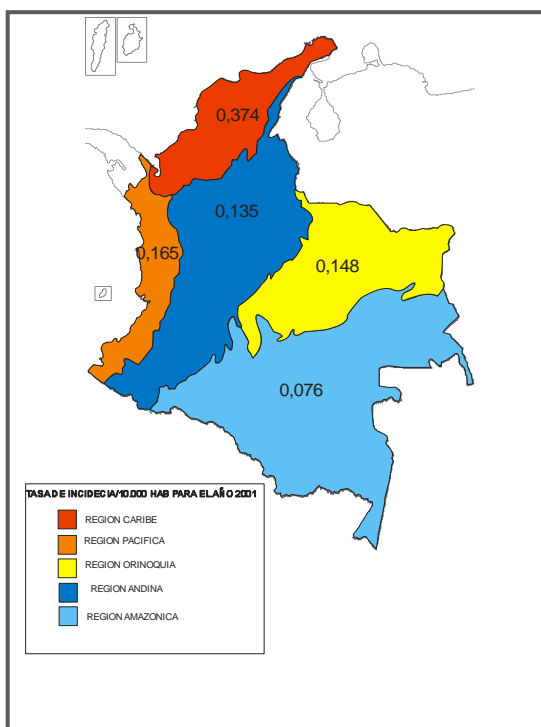 0,374
0,135
0,165
0,148
0,076
TASA DE INCIDECIA/10.000 HAB PARA EL AÑO 2001
REGION CARIBE
REGION PACIFICA
REGION ORINOQUIA
REGION ANDINA
REGION AMAZONICA